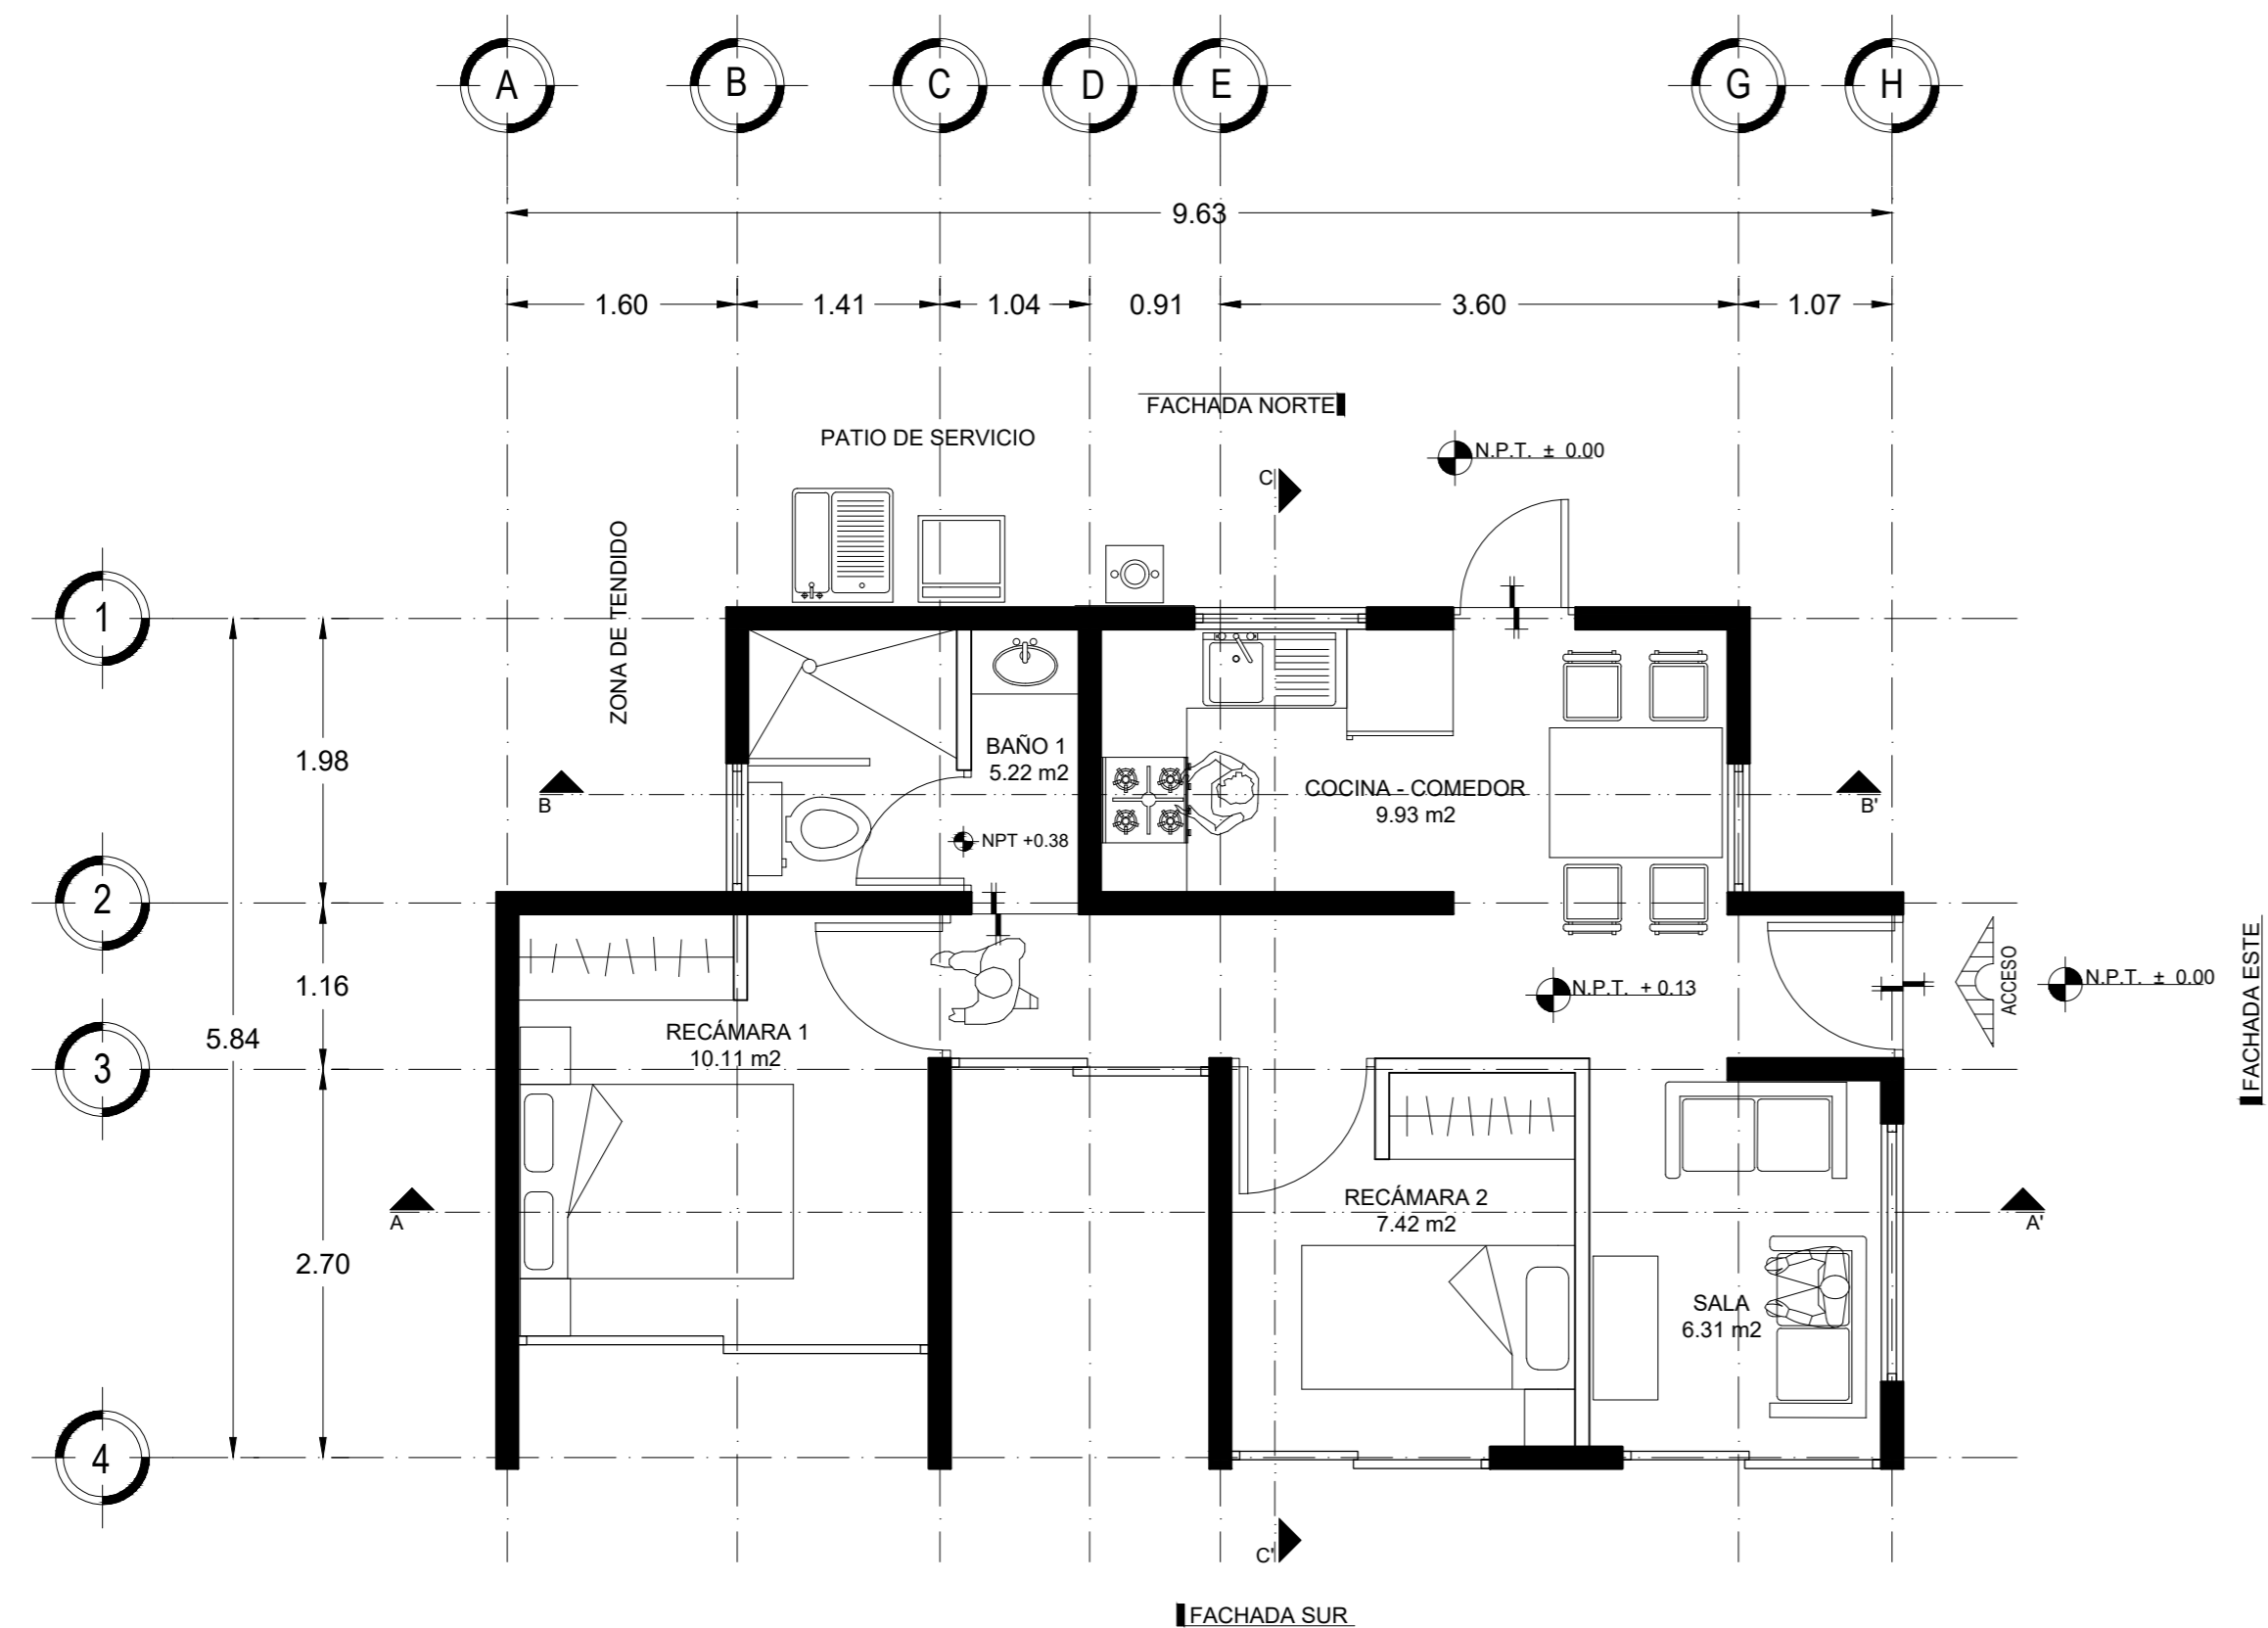 A B C D E G H
9.63
1.60 1.41 1.04 0.91 3.60 1.07
FACHADA NORTE
PATIO DE SERVICIO
N.P.T. ± 0.00
C
ZONA DE TENDIDO
1
1.98
BAÑO 1
5.22 m2
COCINA - COMEDOR
9.93 m2
B
B'
NPT +0.38
2
1.16
5.84
N.P.T. + 0.13
ACCESO
N.P.T. ± 0.00
FACHADA ESTE
RECÁMARA 1
10.11 m2
3
RECÁMARA 2
7.42 m2
A
A'
2.70
SALA
6.31 m2
4
C'
FACHADA SUR